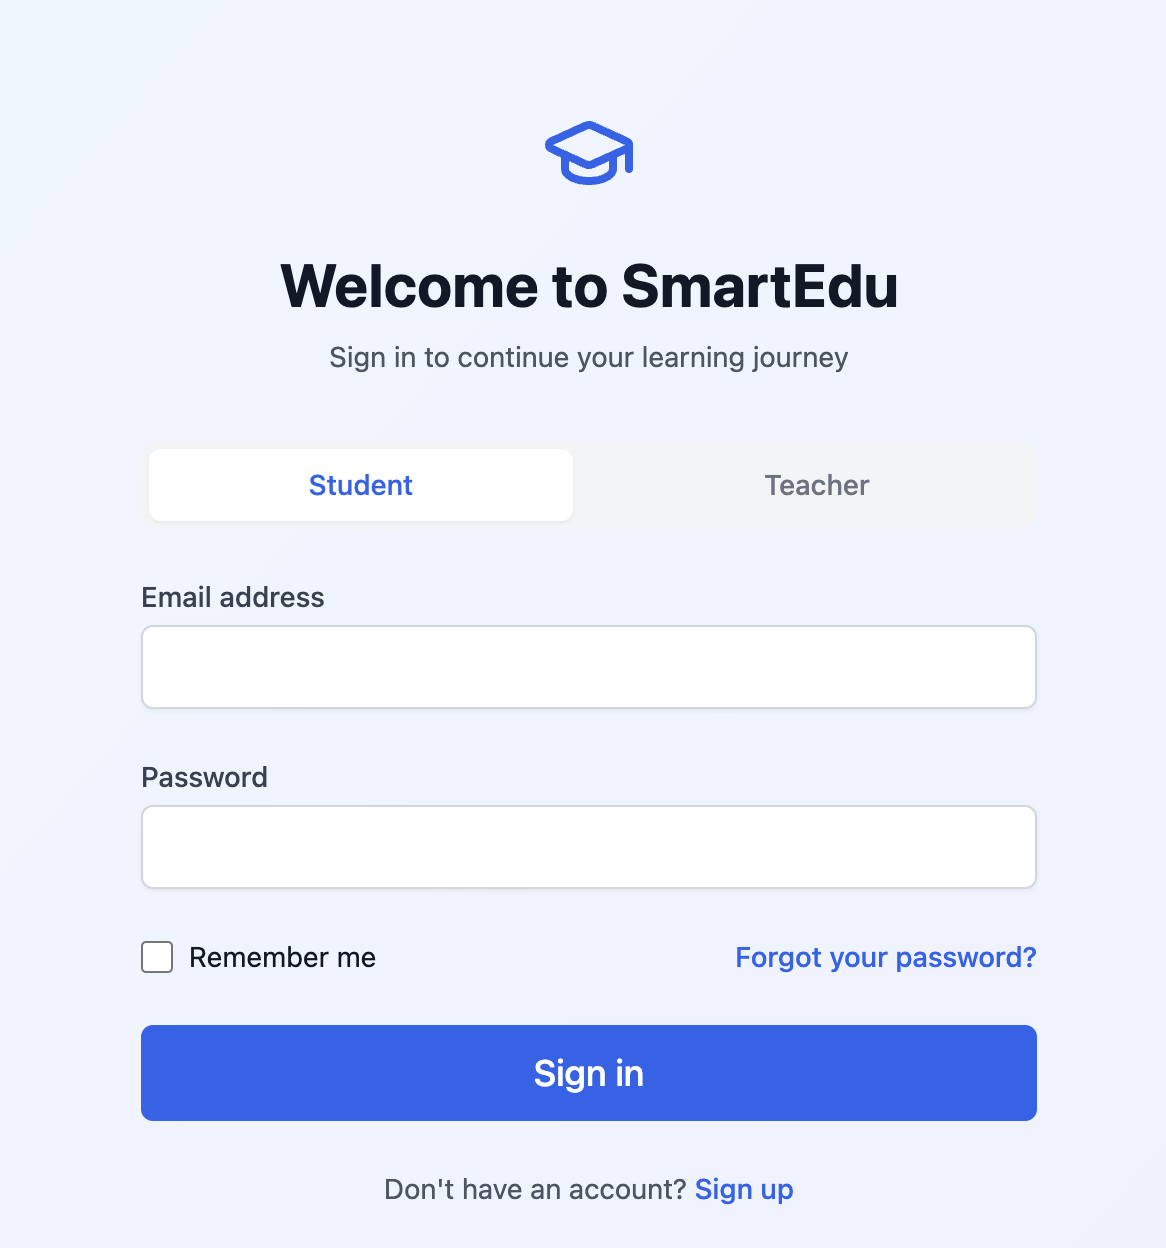 Welcome to SmartEdu
Sign in to continue your learning journey
Student Teacher
Email address
Password
Remember me Forgot your password?
Sign in
Don't have an account? Sign up